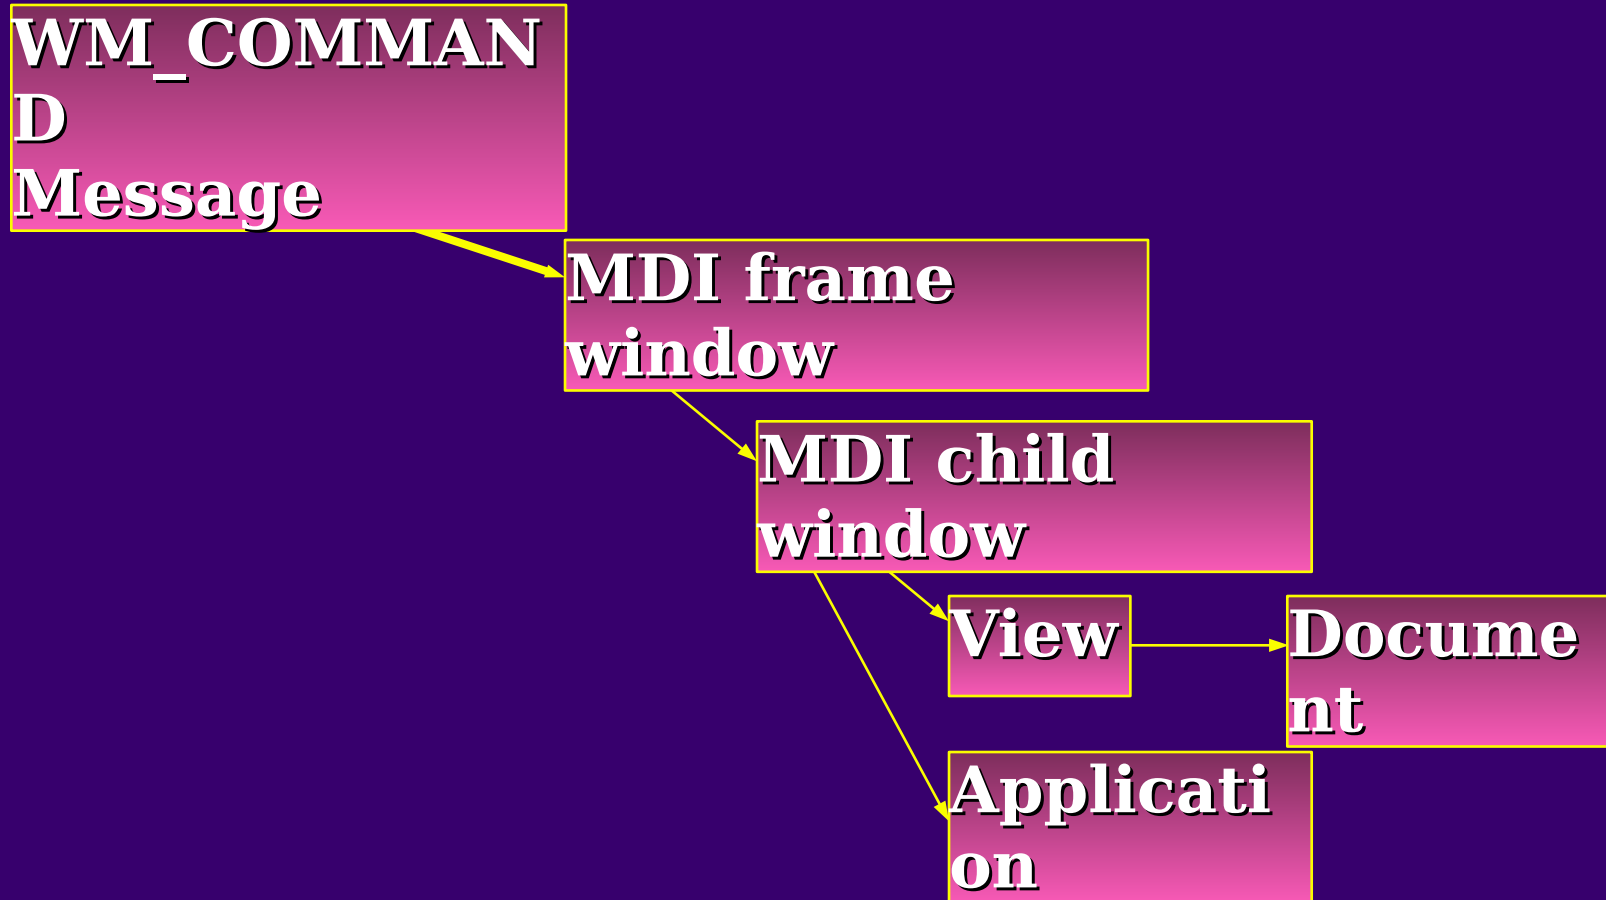 WM_COMMAN
D
Message
MDI frame
window
MDI child
window
View
Docume
nt
Applicati
on